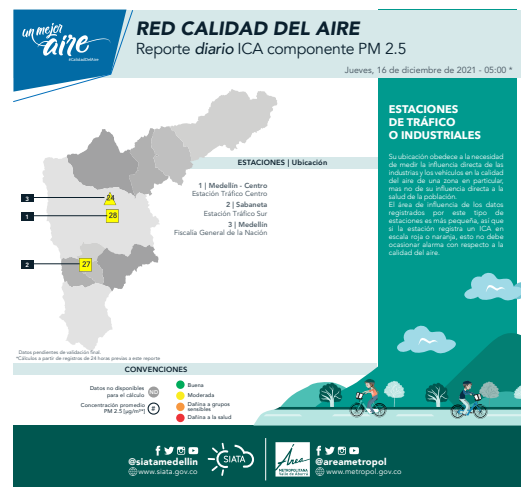 un mejor
aire
#CalidadDelAire
RED CALIDAD DEL AIRE
Reporte diario ICA componente PM 2.5
Jueves, 16 de diciembre de 2021 - 05:00 *
ESTACIONES | Ubicación
1 | Medellín - Centro
Estación Tráfico Centro
2 | Sabaneta
Estación Tráfico Sur
3 | Medellín
Fiscalía General de la Nación
3
24
1
28
2
27
Datos pendientes de validación final.
*Cálculos a partir de registros de 24 horas previas a este reporte
ESTACIONES
DE TRÁFICO
O INDUSTRIALES
Su ubicación obedece a la necesidad
de medir la influencia directa de las
industrias y los vehículos en la calidad
del aire de una zona en particular,
mas no de su influencia directa a la
salud de la población.
El área de influencia de los datos
registrados por este tipo de
estaciones es más pequeña, así que
si la estación registra un ICA en
escala roja o naranja, esto no debe
ocasionar alarma con respecto a la
calidad del aire.
CONVENCIONES
Datos no disponibles
para el cálculo
Concentración promedio
PM 2.5 [µg/m³]
#
Buena
Moderada
Dañina a grupos
sensibles
Dañina a la salud
@siatamedellin
www.siata.gov.co
SIATA
Área
METROPOLITANA
Valle de Aburrá
@areametropol
www.metropol.gov.co